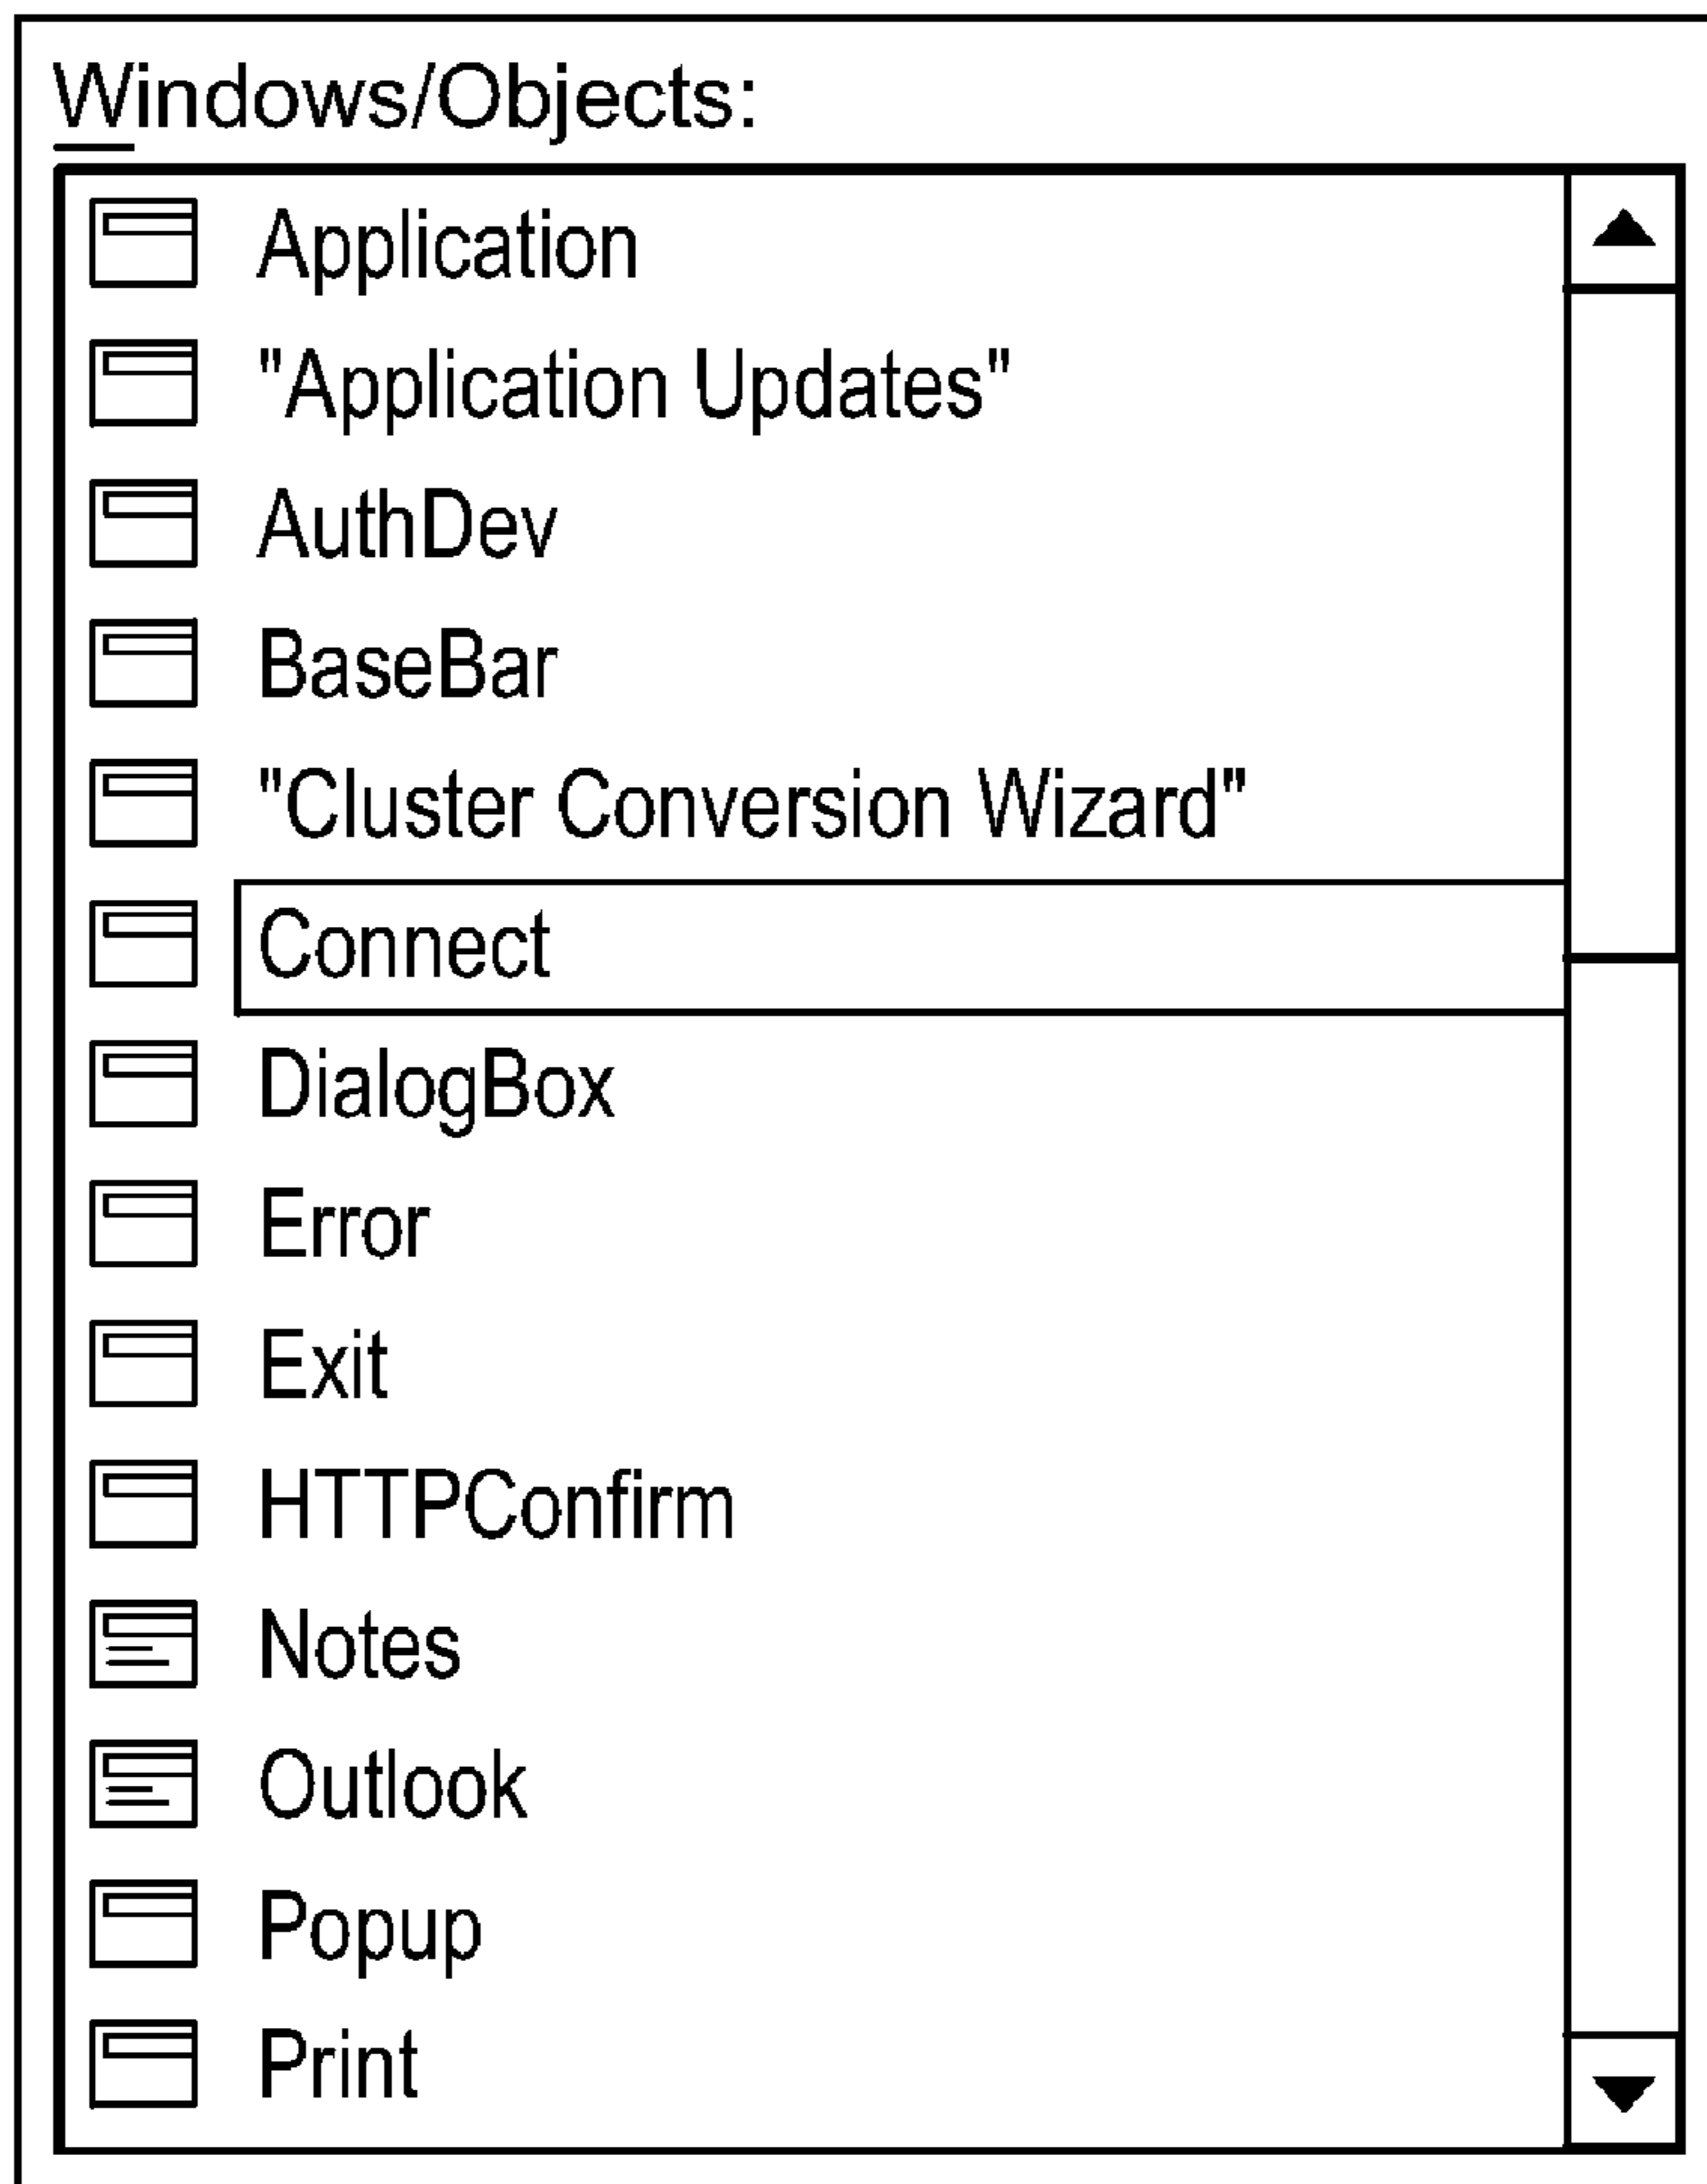 Windows/Objects:
Application
"Application Updates"
AuthDev
BaseBar
"Cluster Conversion Wizard"
Connect
DialogBox
Error
Exit
HTTPConfirm
Notes
Outlook
Popup
Print